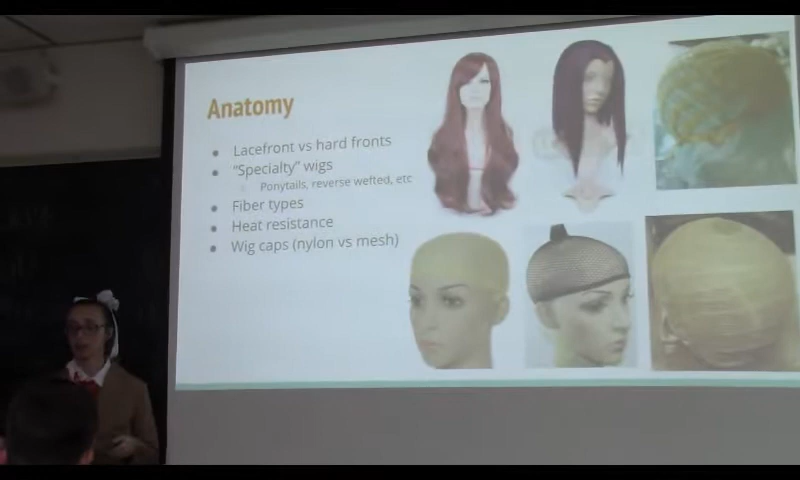 Anatomy
Lacefront vs hard fronts
"Specialty" wigs
Ponytails, reverse wefted, etc
Fiber types
Heat resistance
Wig caps (nylon vs mesh)